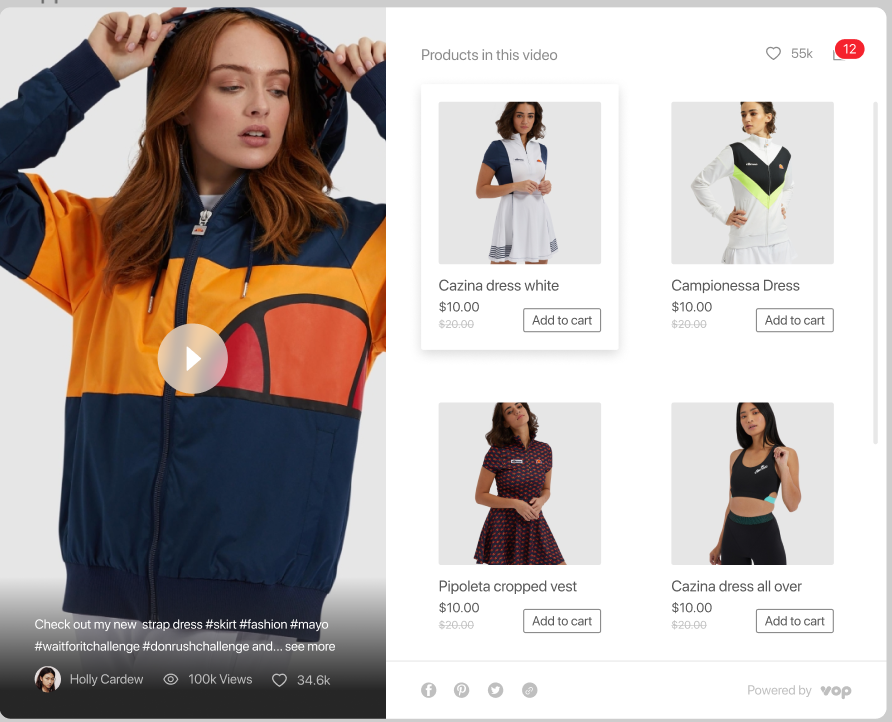 Products in this video
55k
12
Cazina dress white
$10.00
$20.00
Add to cart
Campionessa Dress
$10.00
$20.00
Add to cart
Pipoleta cropped vest
$10.00
$20.00
Add to cart
Cazina dress all over
$10.00
$20.00
Add to cart
Check out my new strap dress #skirt #fashion #mayo
#waitforitchallenge #donrushchallenge and... see more
Holly Cardew
100k Views
34.6k
Powered by vop